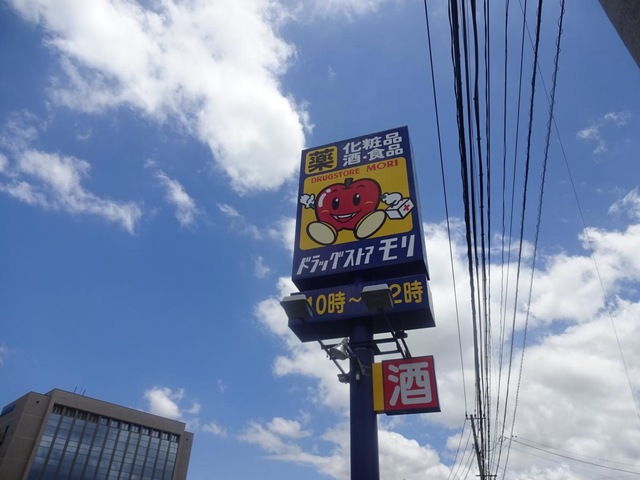 薬 化粧品
酒・食品
DRUGSTORE MORI
ドラッグストア モリ
10時～
2時
酒